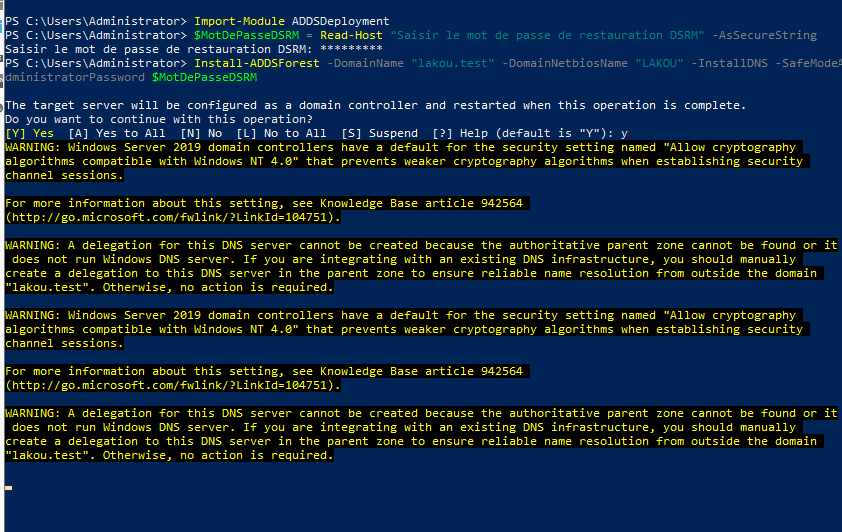 PS C:\Users\Administrator> Import-Module ADDSDeployment
PS C:\Users\Administrator> $MotDePasseDSRM = Read-Host "Saisir le mot de passe de restauration DSRM" -AsSecureString
Saisir le mot de passe de restauration DSRM: *********
PS C:\Users\Administrator> Install-ADDSForest -DomainName "lakou.test" -DomainNetbiosName "LAKOU" -InstallDNS -SafeModeA
dministratorPassword $MotDePasseDSRM
The target server will be configured as a domain controller and restarted when this operation is complete.
Do you want to continue with this operation?
[Y] Yes  [A] Yes to All  [N] No  [L] No to All  [S] Suspend  [?] Help (default is "Y"): y
WARNING: Windows Server 2019 domain controllers have a default for the security setting named "Allow cryptography
algorithms compatible with Windows NT 4.0" that prevents weaker cryptography algorithms when establishing security
channel sessions.
For more information about this setting, see Knowledge Base article 942564
(http://go.microsoft.com/fwlink/?LinkId=104751).
WARNING: A delegation for this DNS server cannot be created because the authoritative parent zone cannot be found or it
 does not run Windows DNS server. If you are integrating with an existing DNS infrastructure, you should manually
create a delegation to this DNS server in the parent zone to ensure reliable name resolution from outside the domain
"lakou.test". Otherwise, no action is required.
WARNING: Windows Server 2019 domain controllers have a default for the security setting named "Allow cryptography
algorithms compatible with Windows NT 4.0" that prevents weaker cryptography algorithms when establishing security
channel sessions.
For more information about this setting, see Knowledge Base article 942564
(http://go.microsoft.com/fwlink/?LinkId=104751).
WARNING: A delegation for this DNS server cannot be created because the authoritative parent zone cannot be found or it
 does not run Windows DNS server. If you are integrating with an existing DNS infrastructure, you should manually
create a delegation to this DNS server in the parent zone to ensure reliable name resolution from outside the domain
"lakou.test". Otherwise, no action is required.